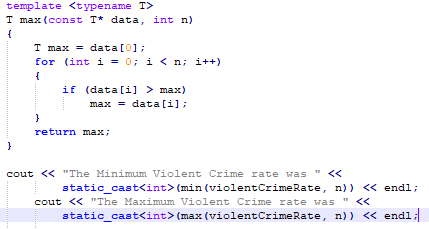 template <typename T>
T max(const T* data, int n)
{
    T max = data[0];
    for (int i = 0; i < n; i++)
    {
        if (data[i] > max)
            max = data[i];
    }
    return max;
}
cout << "The Minimum Violent Crime rate was " <<
        static_cast<int>(min(violentCrimeRate, n)) << endl;
    cout << "The Maximum Violent Crime rate was " <<
        static_cast<int>(max(violentCrimeRate, n)) << endl;